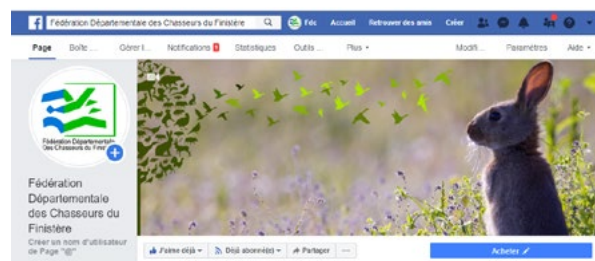 Fédération Départementale des Chasseurs du Finistère Fdc Accueil Retrouver des amis Créer
Page Boîte ... Gérer l... Notifications Statistiques Outils ... Plus Modifi... Paramètres Aide
Fédération Départementale
Des Chasseurs du Finistère
Fédération
Départementale
des Chasseurs du
Finistère
Créer un nom d'utilisateur
de Page "@"
J'aime déjà Déjà abonné(e) Partager ... Acheter